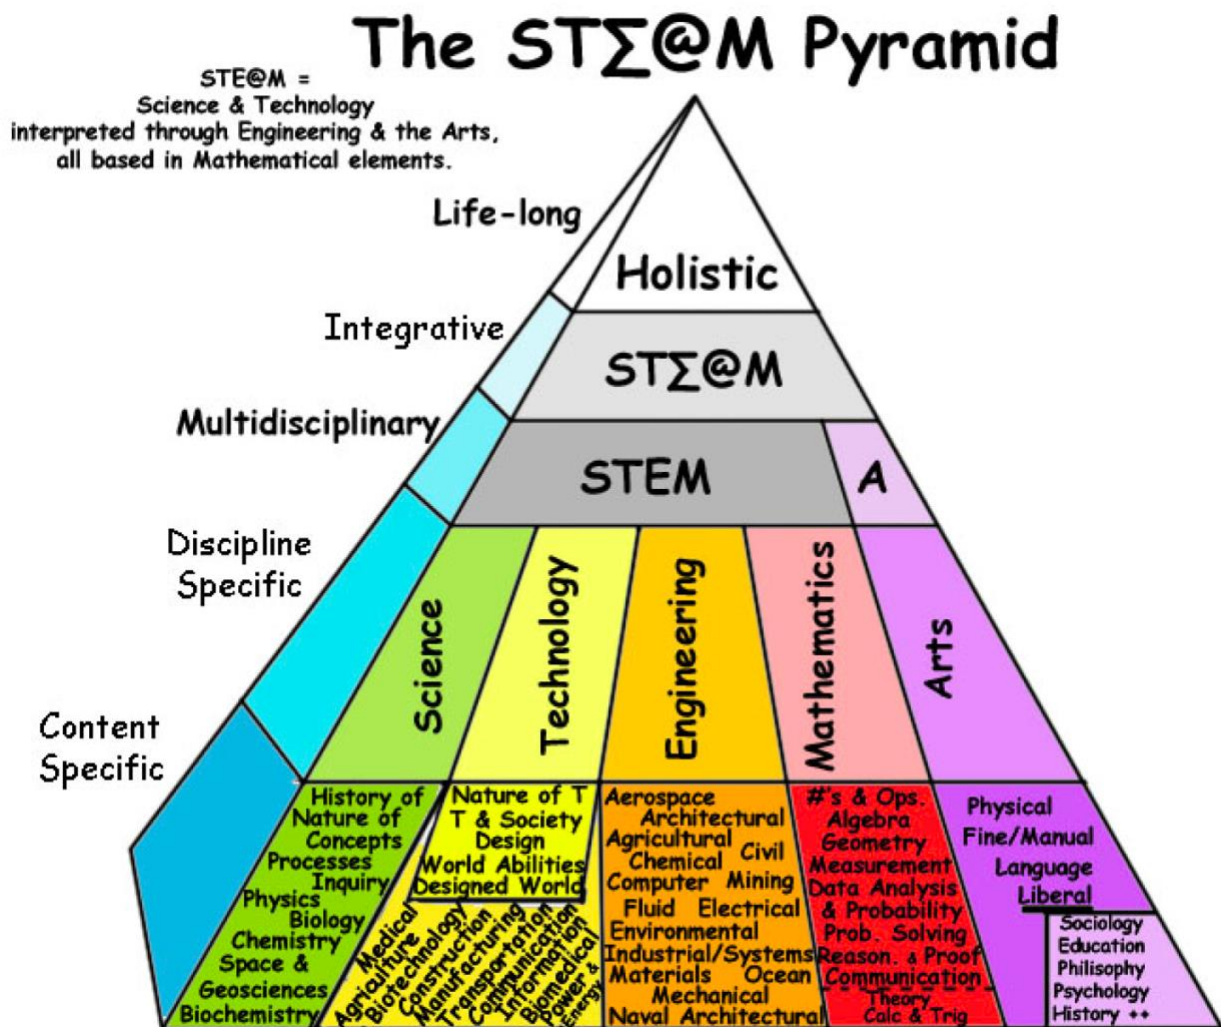 The STΣ@M Pyramid
STE@M =
Science & Technology
interpreted through Engineering & the Arts,
all based in Mathematical elements.
Life-long
Holistic
Integrative
STΣ@M
Multidisciplinary
STEM
A
Discipline
Specific
Science
Technology
Engineering
Mathematics
Arts
Content
Specific
History of
Nature of
Concepts
Processes
Inquiry
Physics
Biology
Chemistry
Space &
Geosciences
Biochemistry
Nature of T
T & Society
Design
World Abilities
Designed World
Medical
Agriculture
Biotechnology
Construction
Manufacturing
Transportation
Communication
Information
Biomedical
Power &
Energy
Aerospace
Architectural
Agricultural
Chemical Civil
Computer Mining
Fluid Electrical
Environmental
Industrial/Systems
Materials Ocean
Mechanical
Naval Architectural
#'s & Ops.
Algebra
Geometry
Measurement
Data Analysis
& Probability
Prob. Solving
Reason. & Proof
Communication
Theory
Calc & Trig
Physical
Fine/Manual
Language
Liberal
Sociology
Education
Philisophy
Psychology
History ++